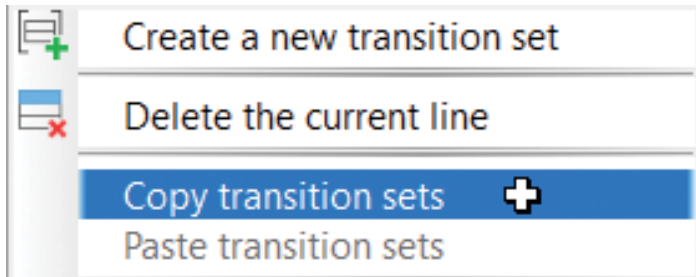 Create a new transition set
Delete the current line
Copy transition sets
Paste transition sets